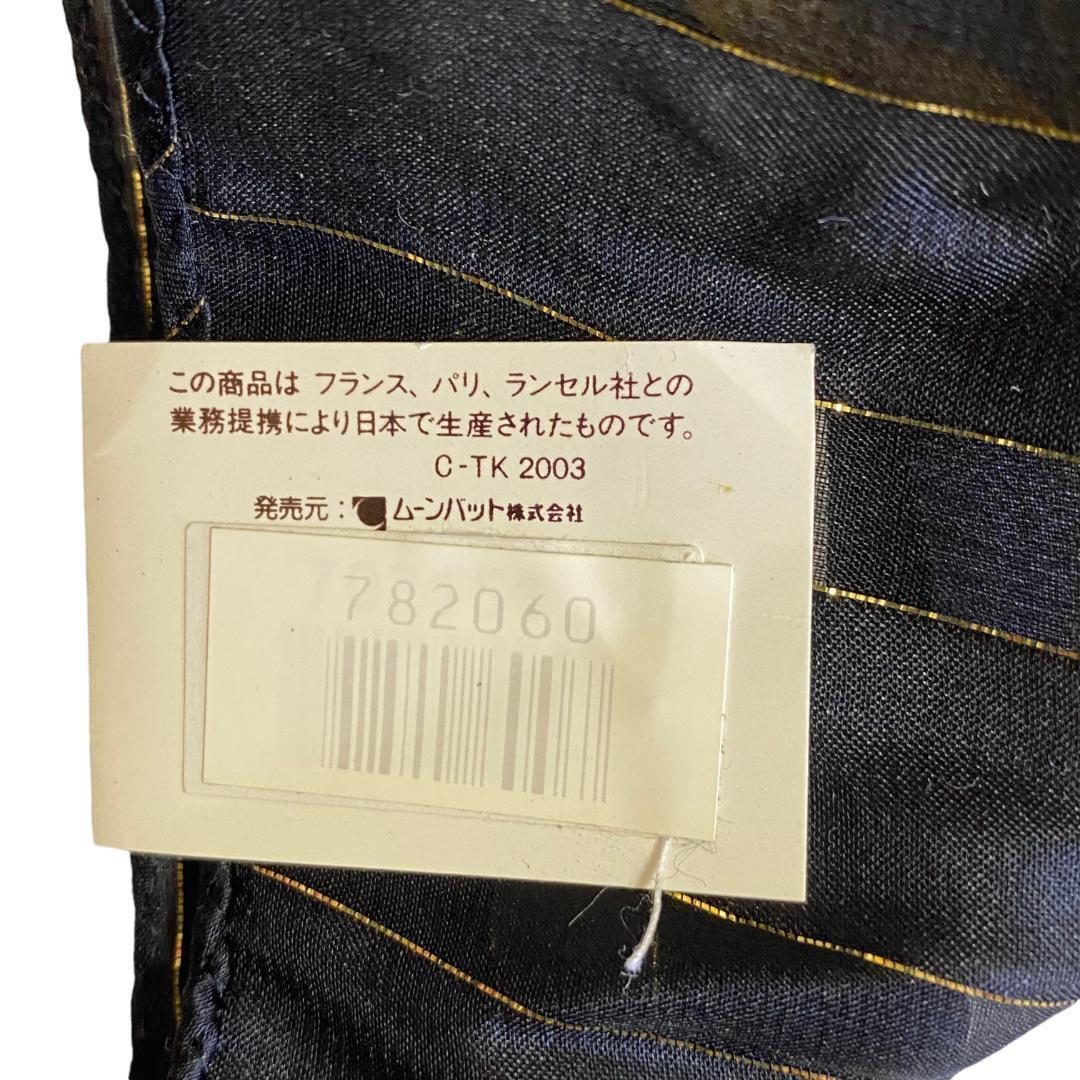 この商品は フランス、パリ、ランセル社との
業務提携により日本で生産されたものです。
C-TK 2003
発売元：ムーンバット株式会社
782060